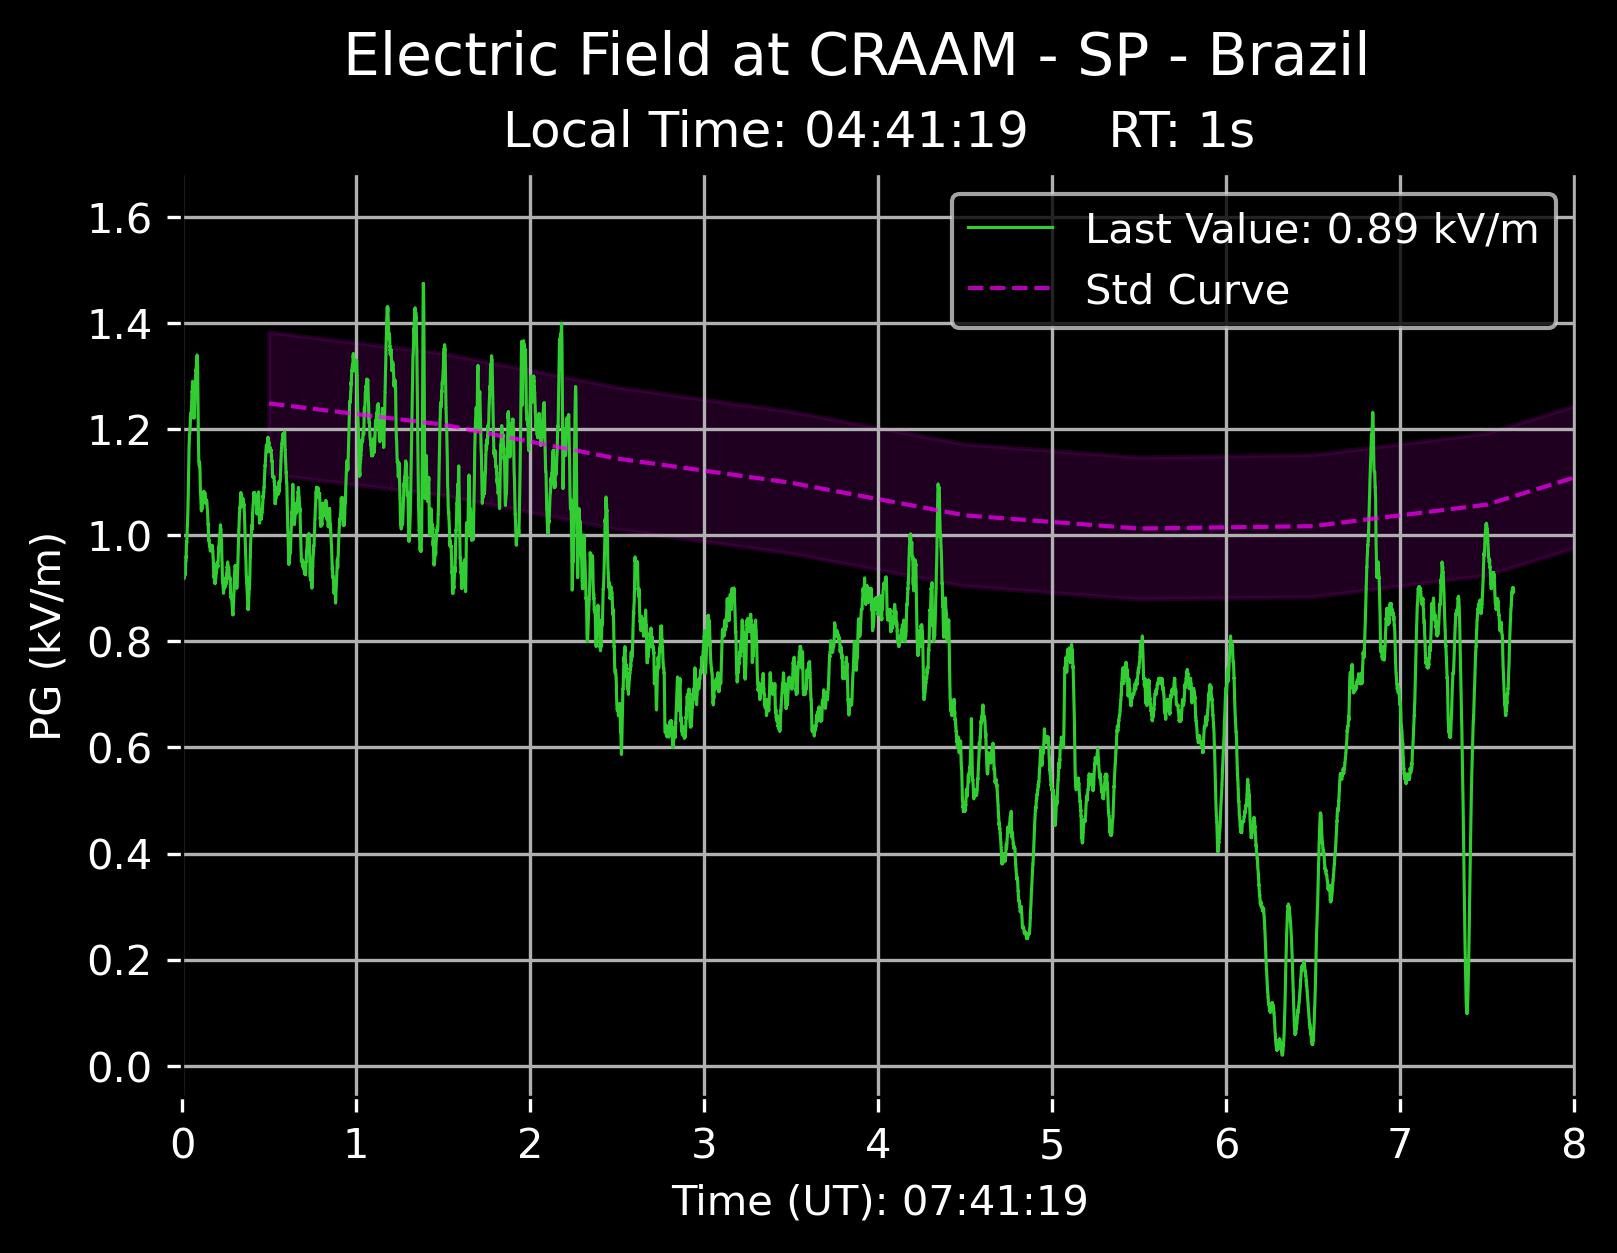 Electric Field at CRAAM - SP - Brazil
Local Time: 04:41:19 RT: 1s
Last Value: 0.89 kV/m
Std Curve
PG (kV/m)
1.6
1.4
1.2
1.0
0.8
0.6
0.4
0.2
0.0
0 1 2 3 4 5 6 7 8
Time (UT): 07:41:19